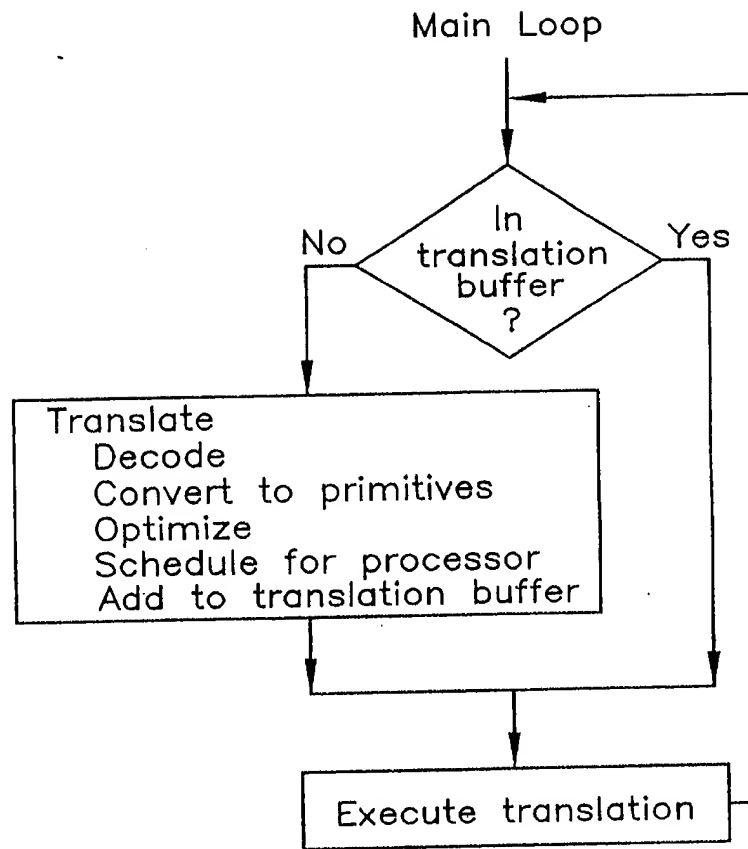 Main Loop
In
translation
buffer
?
No
Yes
Translate
Decode
Convert to primitives
Optimize
Schedule for processor
Add to translation buffer
Execute translation